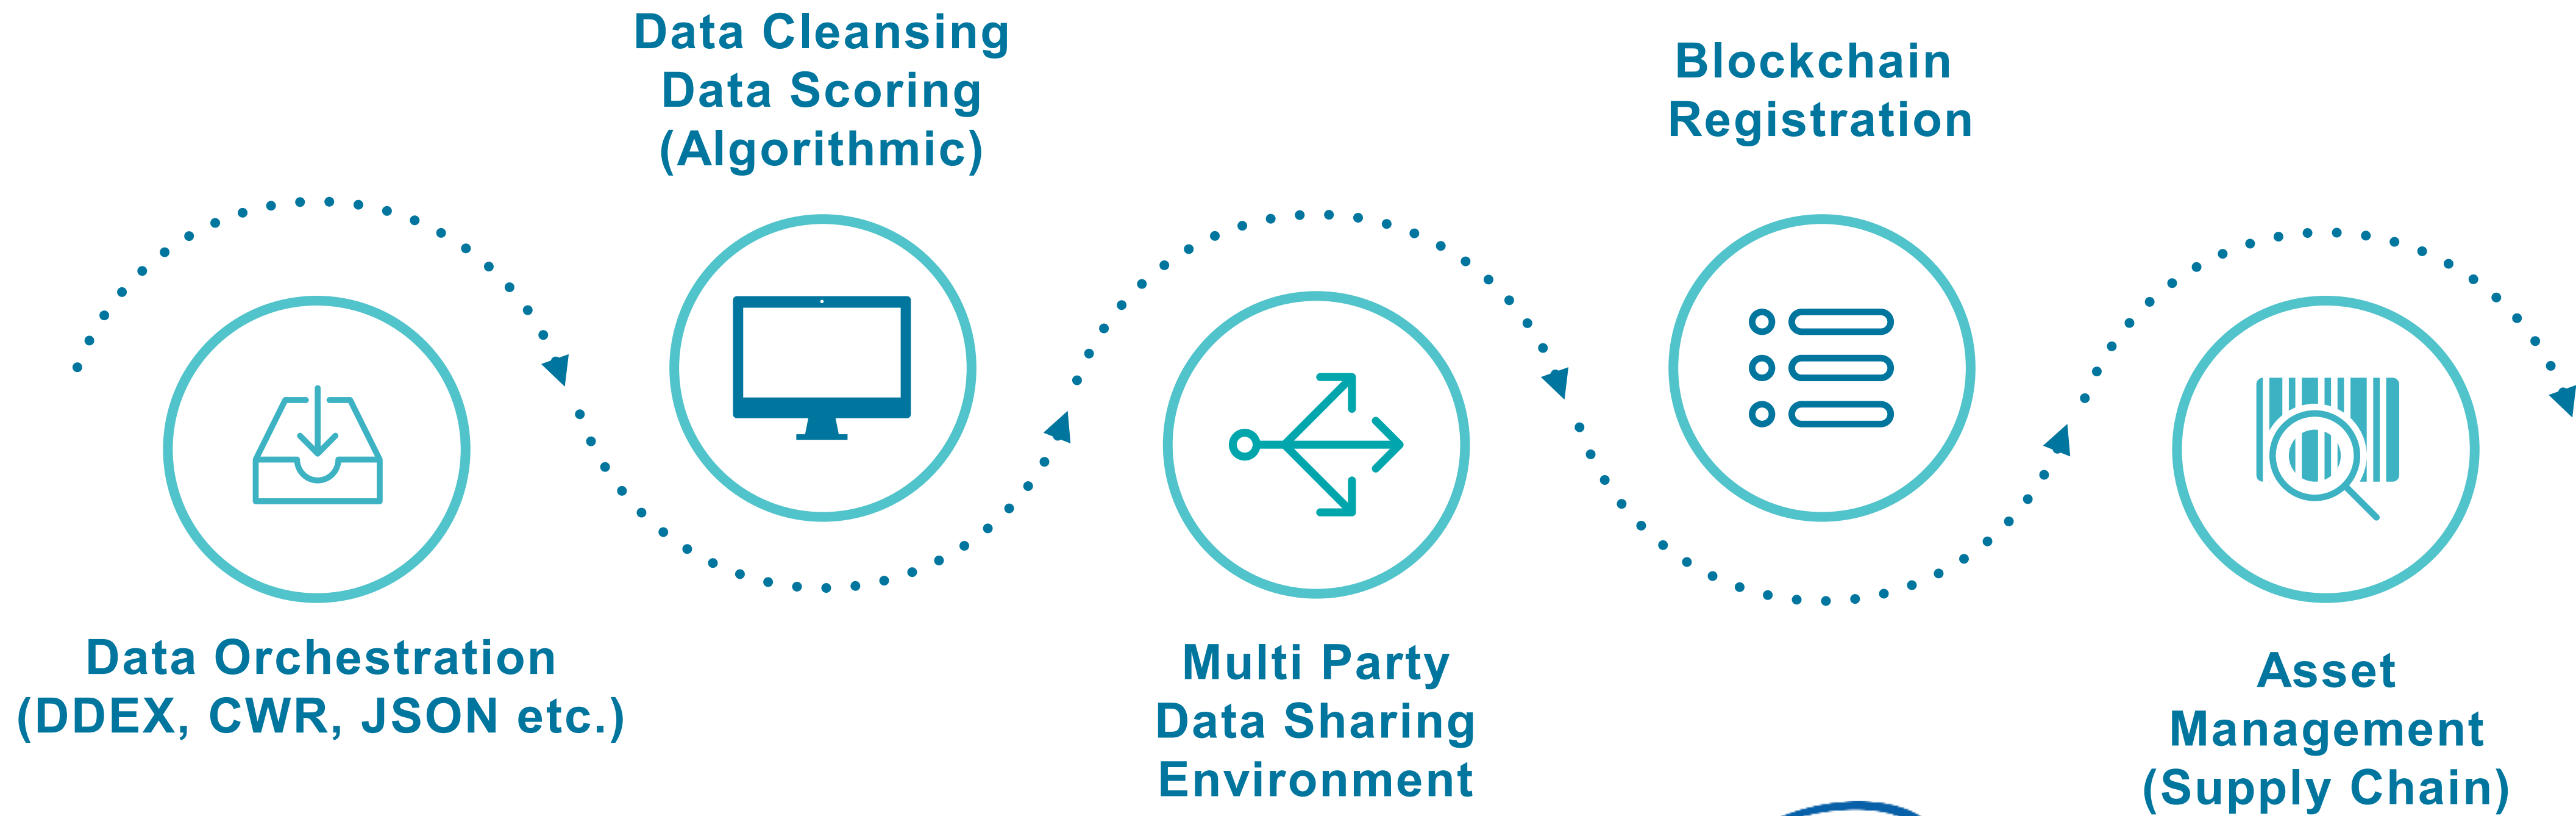 Data Orchestration
(DDEX, CWR, JSON etc.)
Data Cleansing
Data Scoring
(Algorithmic)
Multi Party
Data Sharing
Environment
Blockchain
Registration
Asset
Management
(Supply Chain)